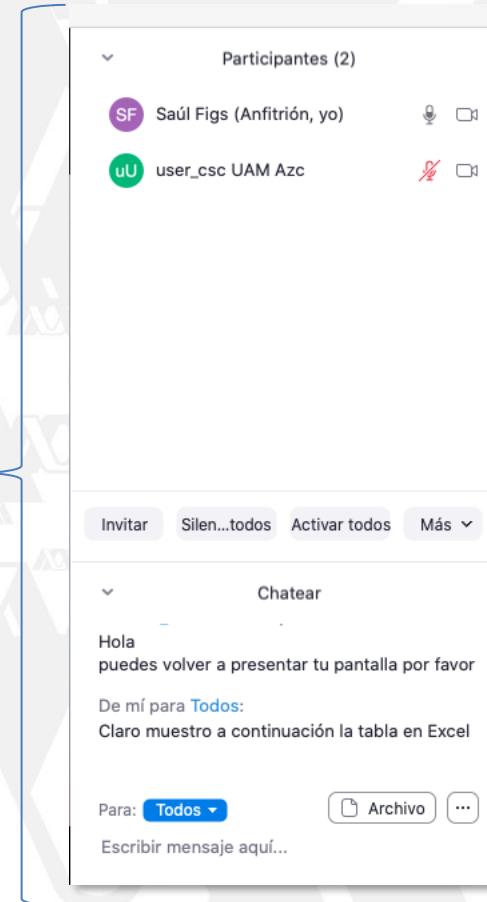 Participantes (2)
SF Saúl Figs (Anfitrión, yo)
uU user_csc UAM Azc
Invitar Silen...todos Activar todos Más
Chatear
Hola
puedes volver a presentar tu pantalla por favor
De mí para Todos:
Claro muestro a continuación la tabla en Excel
Para: Todos Archivo ...
Escribir mensaje aquí...